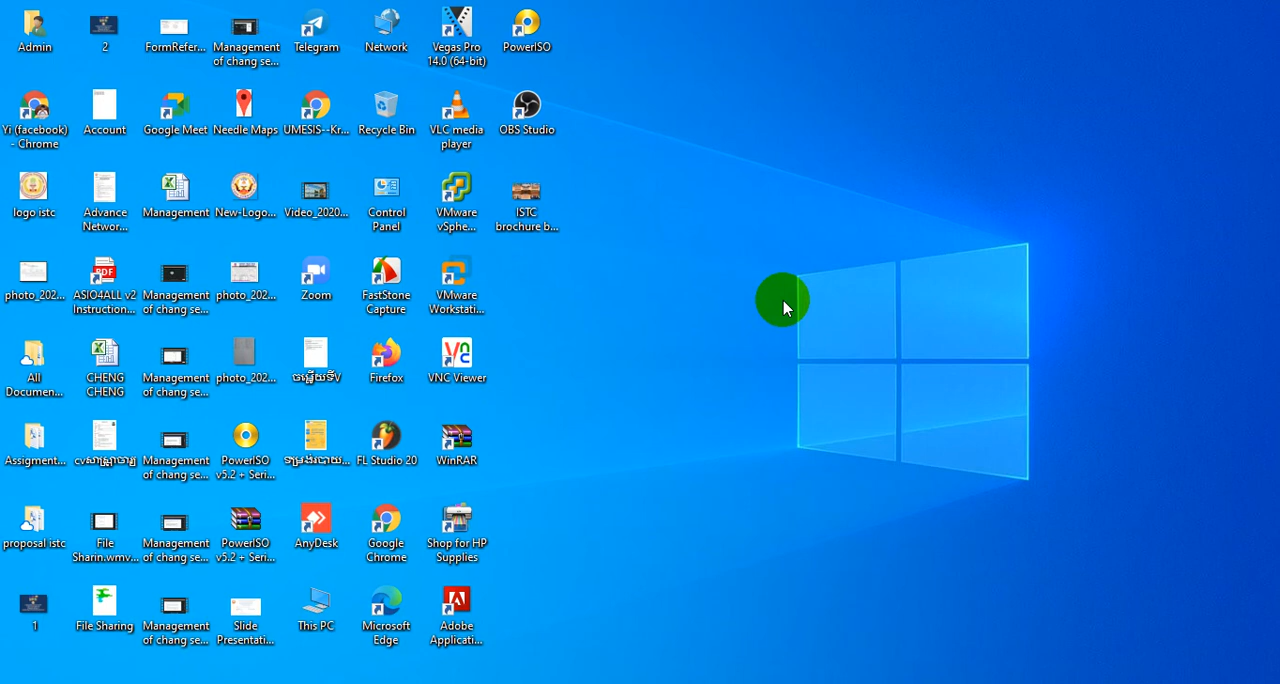 Admin
2
FormRefer...
Management
of chang se...
Telegram
Network
Vegas Pro
14.0 (64-bit)
PowerISO
Yi (facebook)
- Chrome
Account
Google Meet
Needle Maps
UMESIS--Kr...
Recycle Bin
VLC media
player
OBS Studio
logo istc
Advance
Networ...
Management
New-Logo...
Video_2020...
Control
Panel
VMware
vSphe...
ISTC
brochure b...
photo_202...
ASIO4ALL v2
Instruction...
Management
of chang se...
photo_202...
Zoom
FastStone
Capture
VMware
Workstati...
All
Documen...
CHENG
CHENG
Management
of chang se...
photo_202...
ចម្លើយទីV
Firefox
VNC Viewer
Assigment...
cvសាស្ត្រាចារ្យ
Management
of chang se...
PowerISO
v5.2 + Seri...
ទម្រង់របាយ...
FL Studio 20
WinRAR
proposal istc
File
Sharin.wmv...
Management
of chang se...
PowerISO
v5.2 + Seri...
AnyDesk
Google
Chrome
Shop for HP
Supplies
1
File Sharing
Management
of chang se...
Slide
Presentati...
This PC
Microsoft
Edge
Adobe
Applicati...